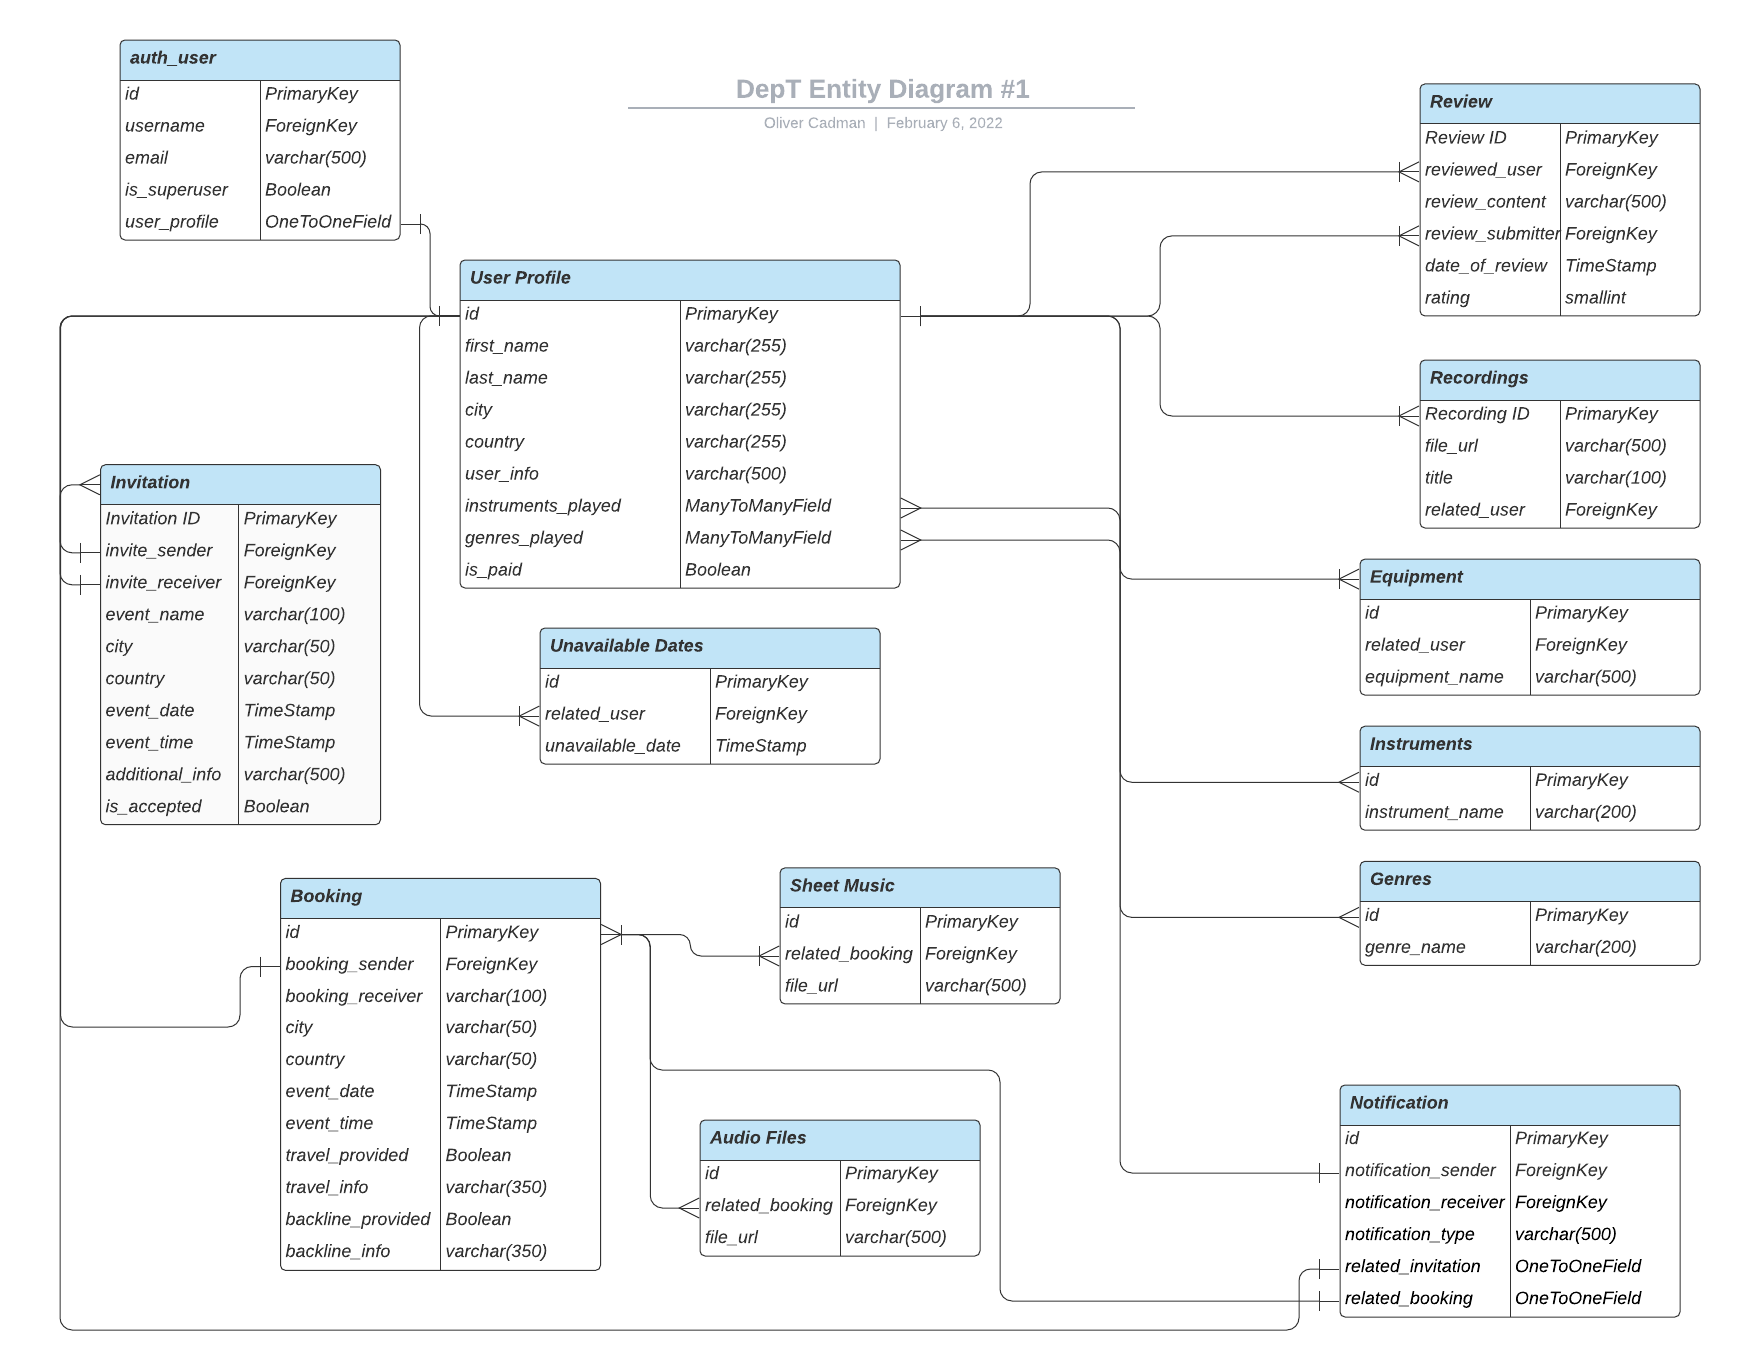 DepT Entity Diagram #1
Oliver Cadman | February 6, 2022
auth_user
id PrimaryKey
username ForeignKey
email varchar(500)
is_superuser Boolean
user_profile OneToOneField
User Profile
id PrimaryKey
first_name varchar(255)
last_name varchar(255)
city varchar(255)
country varchar(255)
user_info varchar(500)
instruments_played ManyToManyField
genres_played ManyToManyField
is_paid Boolean
Review
Review ID PrimaryKey
reviewed_user ForeignKey
review_content varchar(500)
review_submitter ForeignKey
date_of_review TimeStamp
rating smallint
Recordings
Recording ID PrimaryKey
file_url varchar(500)
title varchar(100)
related_user ForeignKey
Invitation
Invitation ID PrimaryKey
invite_sender ForeignKey
invite_receiver ForeignKey
event_name varchar(100)
city varchar(50)
country varchar(50)
event_date TimeStamp
event_time TimeStamp
additional_info varchar(500)
is_accepted Boolean
Unavailable Dates
id PrimaryKey
related_user ForeignKey
unavailable_date TimeStamp
Equipment
id PrimaryKey
related_user ForeignKey
equipment_name varchar(500)
Instruments
id PrimaryKey
instrument_name varchar(200)
Genres
id PrimaryKey
genre_name varchar(200)
Booking
id PrimaryKey
booking_sender ForeignKey
booking_receiver varchar(100)
city varchar(50)
country varchar(50)
event_date TimeStamp
event_time TimeStamp
travel_provided Boolean
travel_info varchar(350)
backline_provided Boolean
backline_info varchar(350)
Sheet Music
id PrimaryKey
related_booking ForeignKey
file_url varchar(500)
Audio Files
id PrimaryKey
related_booking ForeignKey
file_url varchar(500)
Notification
id PrimaryKey
notification_sender ForeignKey
notification_receiver ForeignKey
notification_type varchar(500)
related_invitation OneToOneField
related_booking OneToOneField